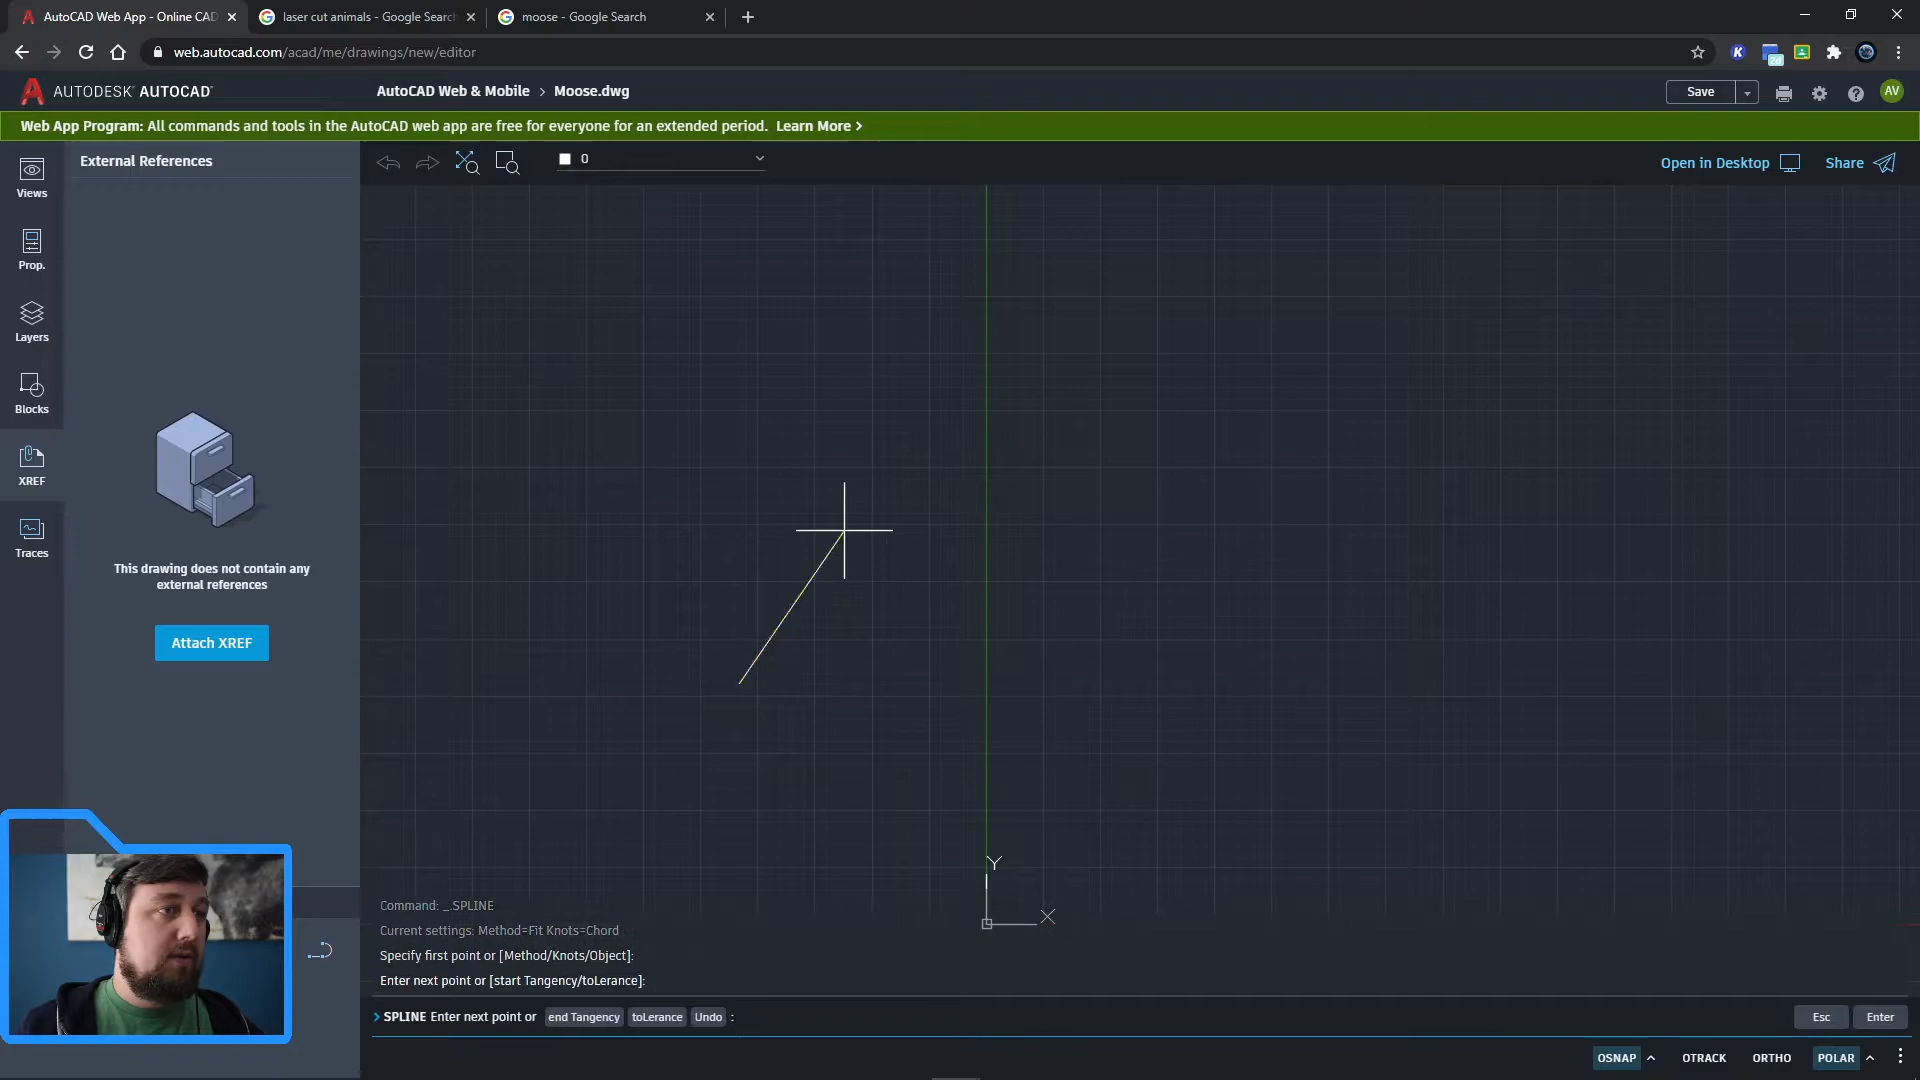 AutoCAD Web App - Online CAD
laser cut animals - Google Search
moose - Google Search
web.autocad.com/acad/me/drawings/new/editor
K
2d
AUTODESK AUTOCAD
AutoCAD Web & Mobile > Moose.dwg
Save
AV
Web App Program: All commands and tools in the AutoCAD web app are free for everyone for an extended period. Learn More >
Views
Prop.
Layers
Blocks
XREF
Traces
External References
This drawing does not contain any
external references
Attach XREF
0
Open in Desktop
Share
Y
X
Command: _.SPLINE
Current settings: Method=Fit Knots=Chord
Specify first point or [Method/Knots/Object]:
Enter next point or [start Tangency/toLerance]:
> SPLINE Enter next point or end Tangency toLerance Undo :
Esc
Enter
OSNAP
OTRACK
ORTHO
POLAR